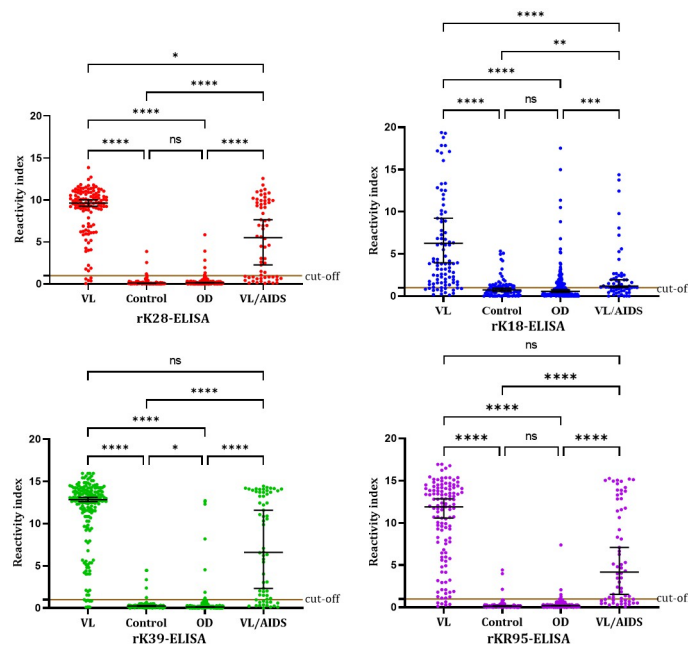 *
****
****
**** ns ****
20
15
10
5
0
Reactivity index
cut-off
VL Control OD VL/AIDS
rK28-ELISA
****
**
****
**** ns ***
20
15
10
5
0
Reactivity index
cut-off
VL Control OD VL/AIDS
rK18-ELISA
ns
****
****
**** * ****
20
15
10
5
0
Reactivity index
cut-off
VL Control OD VL/AIDS
rK39-ELISA
ns
****
****
**** ns ****
20
15
10
5
0
Reactivity index
cut-off
VL Control OD VL/AIDS
rKR95-ELISA